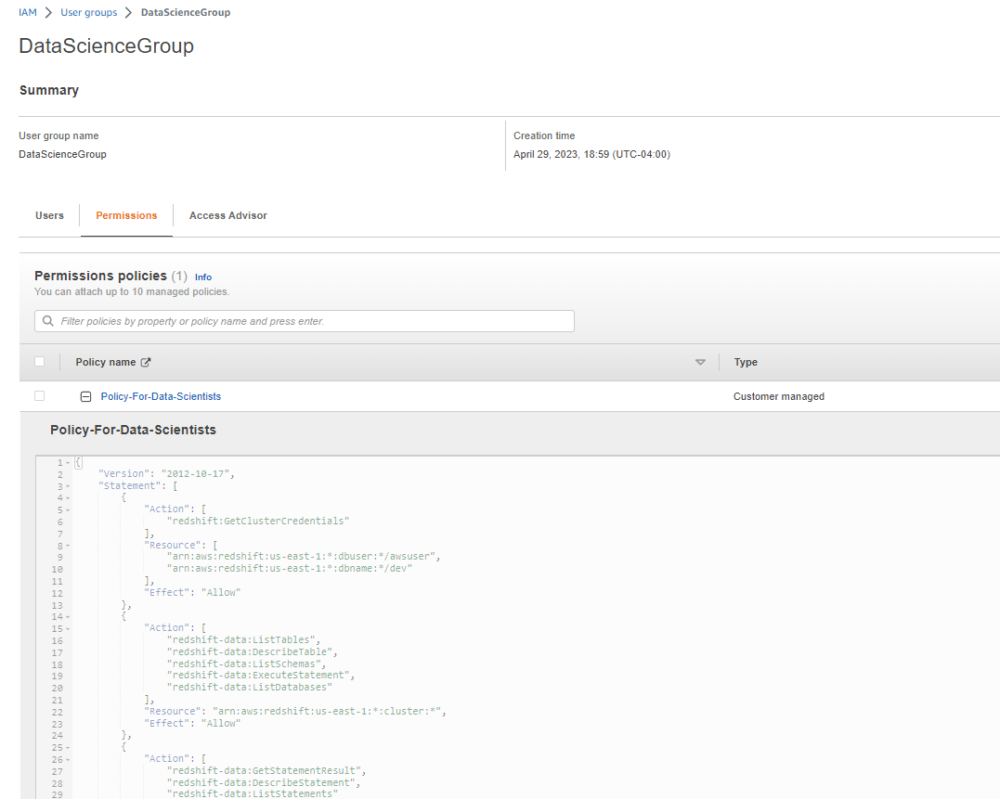 IAM > User groups > DataScienceGroup
DataScienceGroup
Summary
User group name
DataScienceGroup
Creation time
April 29, 2023, 18:59 (UTC-04:00)
Users
Permissions
Access Advisor
Permissions policies (1) Info
You can attach up to 10 managed policies.
Filter policies by property or policy name and press enter.
Policy name
Type
Policy-For-Data-Scientists
Customer managed
Policy-For-Data-Scientists
1 {
2 "Version": "2012-10-17",
3 "Statement": [
4 {
5 "Action": [
6 "redshift:GetClusterCredentials"
7 ],
8 "Resource": [
9 "arn:aws:redshift:us-east-1:*:dbuser:*/awsuser",
10 "arn:aws:redshift:us-east-1:*:dbname:*/dev"
11 ],
12 "Effect": "Allow"
13 },
14 {
15 "Action": [
16 "redshift-data:ListTables",
17 "redshift-data:DescribeTable",
18 "redshift-data:ListSchemas",
19 "redshift-data:ExecuteStatement",
20 "redshift-data:ListDatabases"
21 ],
22 "Resource": "arn:aws:redshift:us-east-1:*:cluster:*",
23 "Effect": "Allow"
24 },
25 {
26 "Action": [
27 "redshift-data:GetStatementResult",
28 "redshift-data:DescribeStatement",
29 "redshift-data:ListStatements"